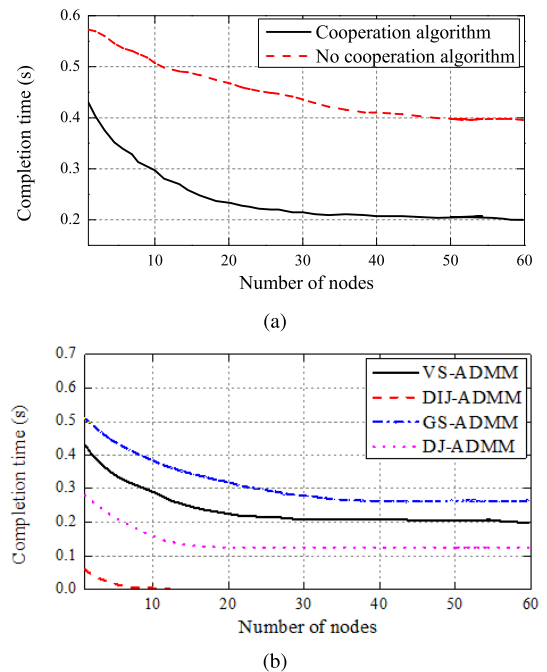 (a)
0.6
0.5
0.4
0.3
0.2
Completion time (s)
Cooperation algorithm
No cooperation algorithm
10 20 30 40 50 60
Number of nodes
(a)
0.7
0.6
0.5
0.4
0.3
0.2
0.1
0.0
Completion time (s)
VS-ADMM
DIJ-ADMM
GS-ADMM
DJ-ADMM
10 20 30 40 50 60
Number of nodes
(b)